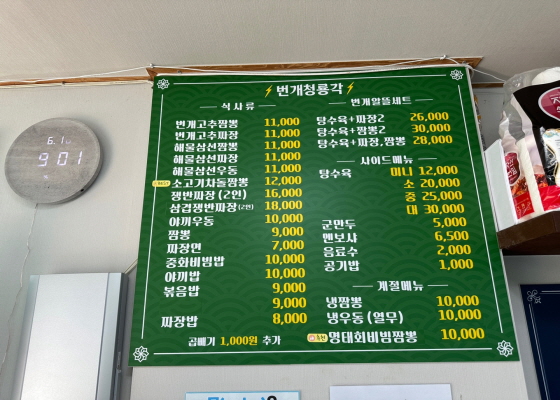 6.10
9:01
번개청룡각
식 사 류
번개고추짬뽕 11,000
번개고추짜장 11,000
해물삼선짬뽕 11,000
해물삼선짜장 11,000
해물삼선우동 11,000
소고기차돌짬뽕 12,000
쟁반짜장 (2인) 16,000
삼겹쟁반짜장 (2인) 18,000
야끼우동 10,000
짬뽕 9,000
짜장면 7,000
중화비빔밥 10,000
야끼밥 10,000
볶음밥 9,000
9,000
짜장밥 8,000
곱빼기 1,000원 추가
번개알뜰세트
탕수육+짜장2 26,000
탕수육+짬뽕2 30,000
탕수육+짜장,짬뽕 28,000
사이드메뉴
탕수육 미니 12,000
소 20,000
중 25,000
대 30,000
군만두 5,000
멘보샤 6,500
음료수 2,000
공기밥 1,000
계절메뉴
냉짬뽕 10,000
냉우동 (열무) 10,000
명태회비빔짬뽕 10,000